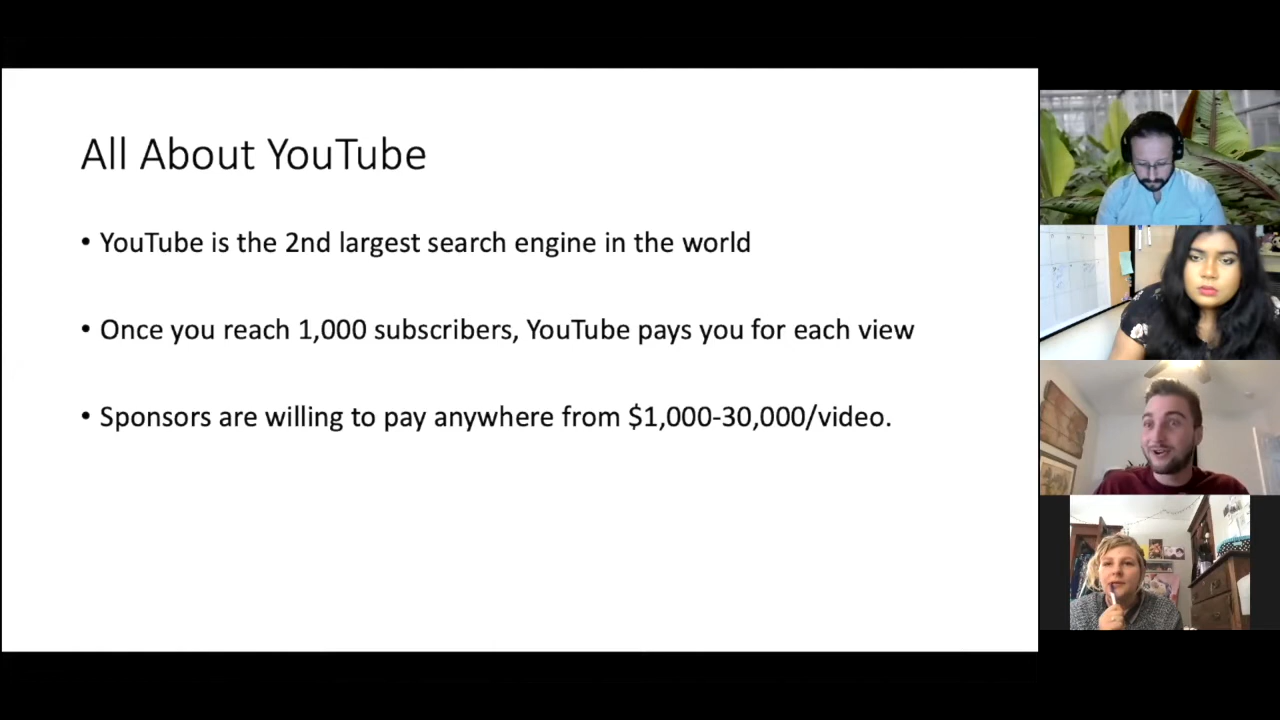 All About YouTube
• YouTube is the 2nd largest search engine in the world
• Once you reach 1,000 subscribers, YouTube pays you for each view
• Sponsors are willing to pay anywhere from $1,000-30,000/video.